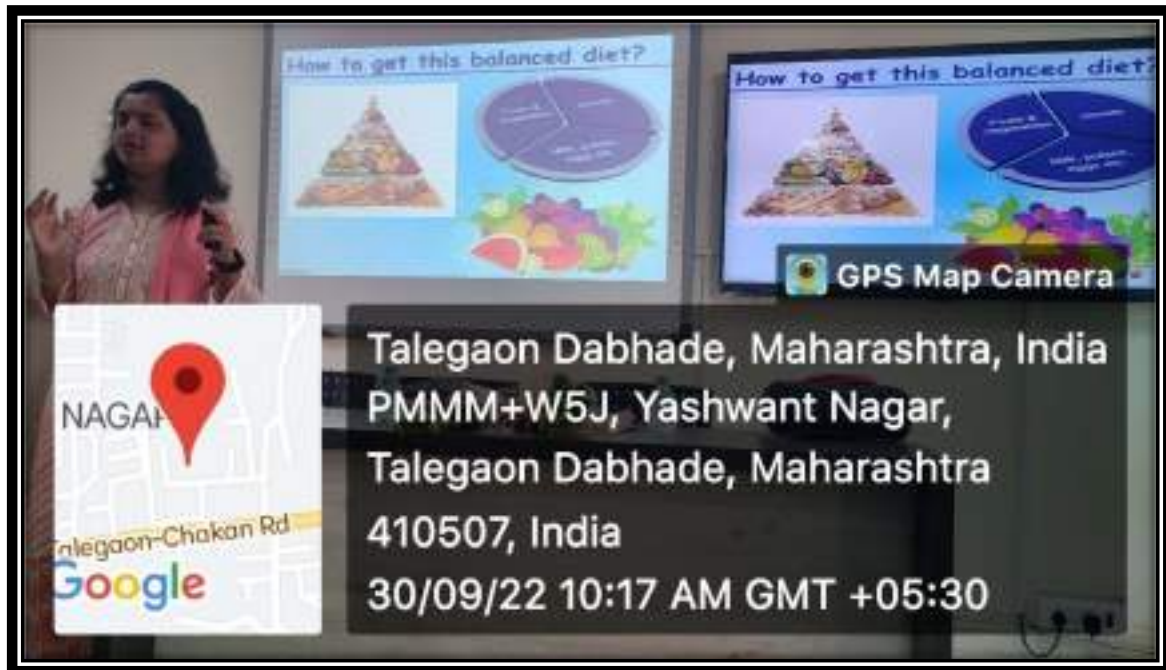 How to get this balanced diet?
How to get this balanced diet?
GPS Map Camera
Talegaon Dabhade, Maharashtra, India
PMMM+W5J, Yashwant Nagar,
Talegaon Dabhade, Maharashtra
410507, India
30/09/22 10:17 AM GMT +05:30
NAGAR
Talegaon-Chakan Rd
Google